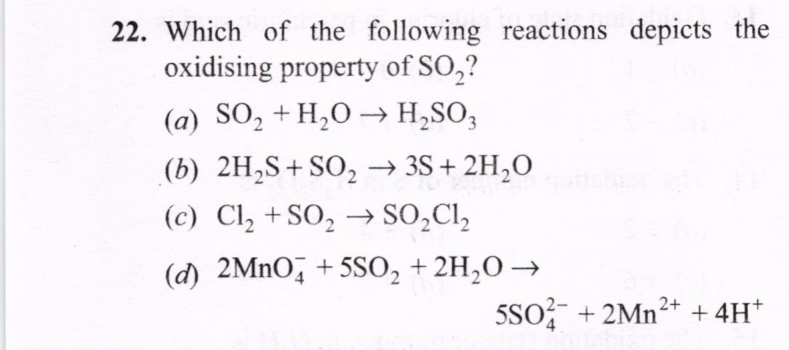 22. Which of the following reactions depicts the
oxidising property of SO₂?
(a) SO₂ + H₂O → H₂SO₃
(b) 2H₂S + SO₂ → 3S + 2H₂O
(c) Cl₂ + SO₂ → SO₂Cl₂
(d) 2MnO₄⁻ + 5SO₂ + 2H₂O →
5SO₄²⁻ + 2Mn²⁺ + 4H⁺